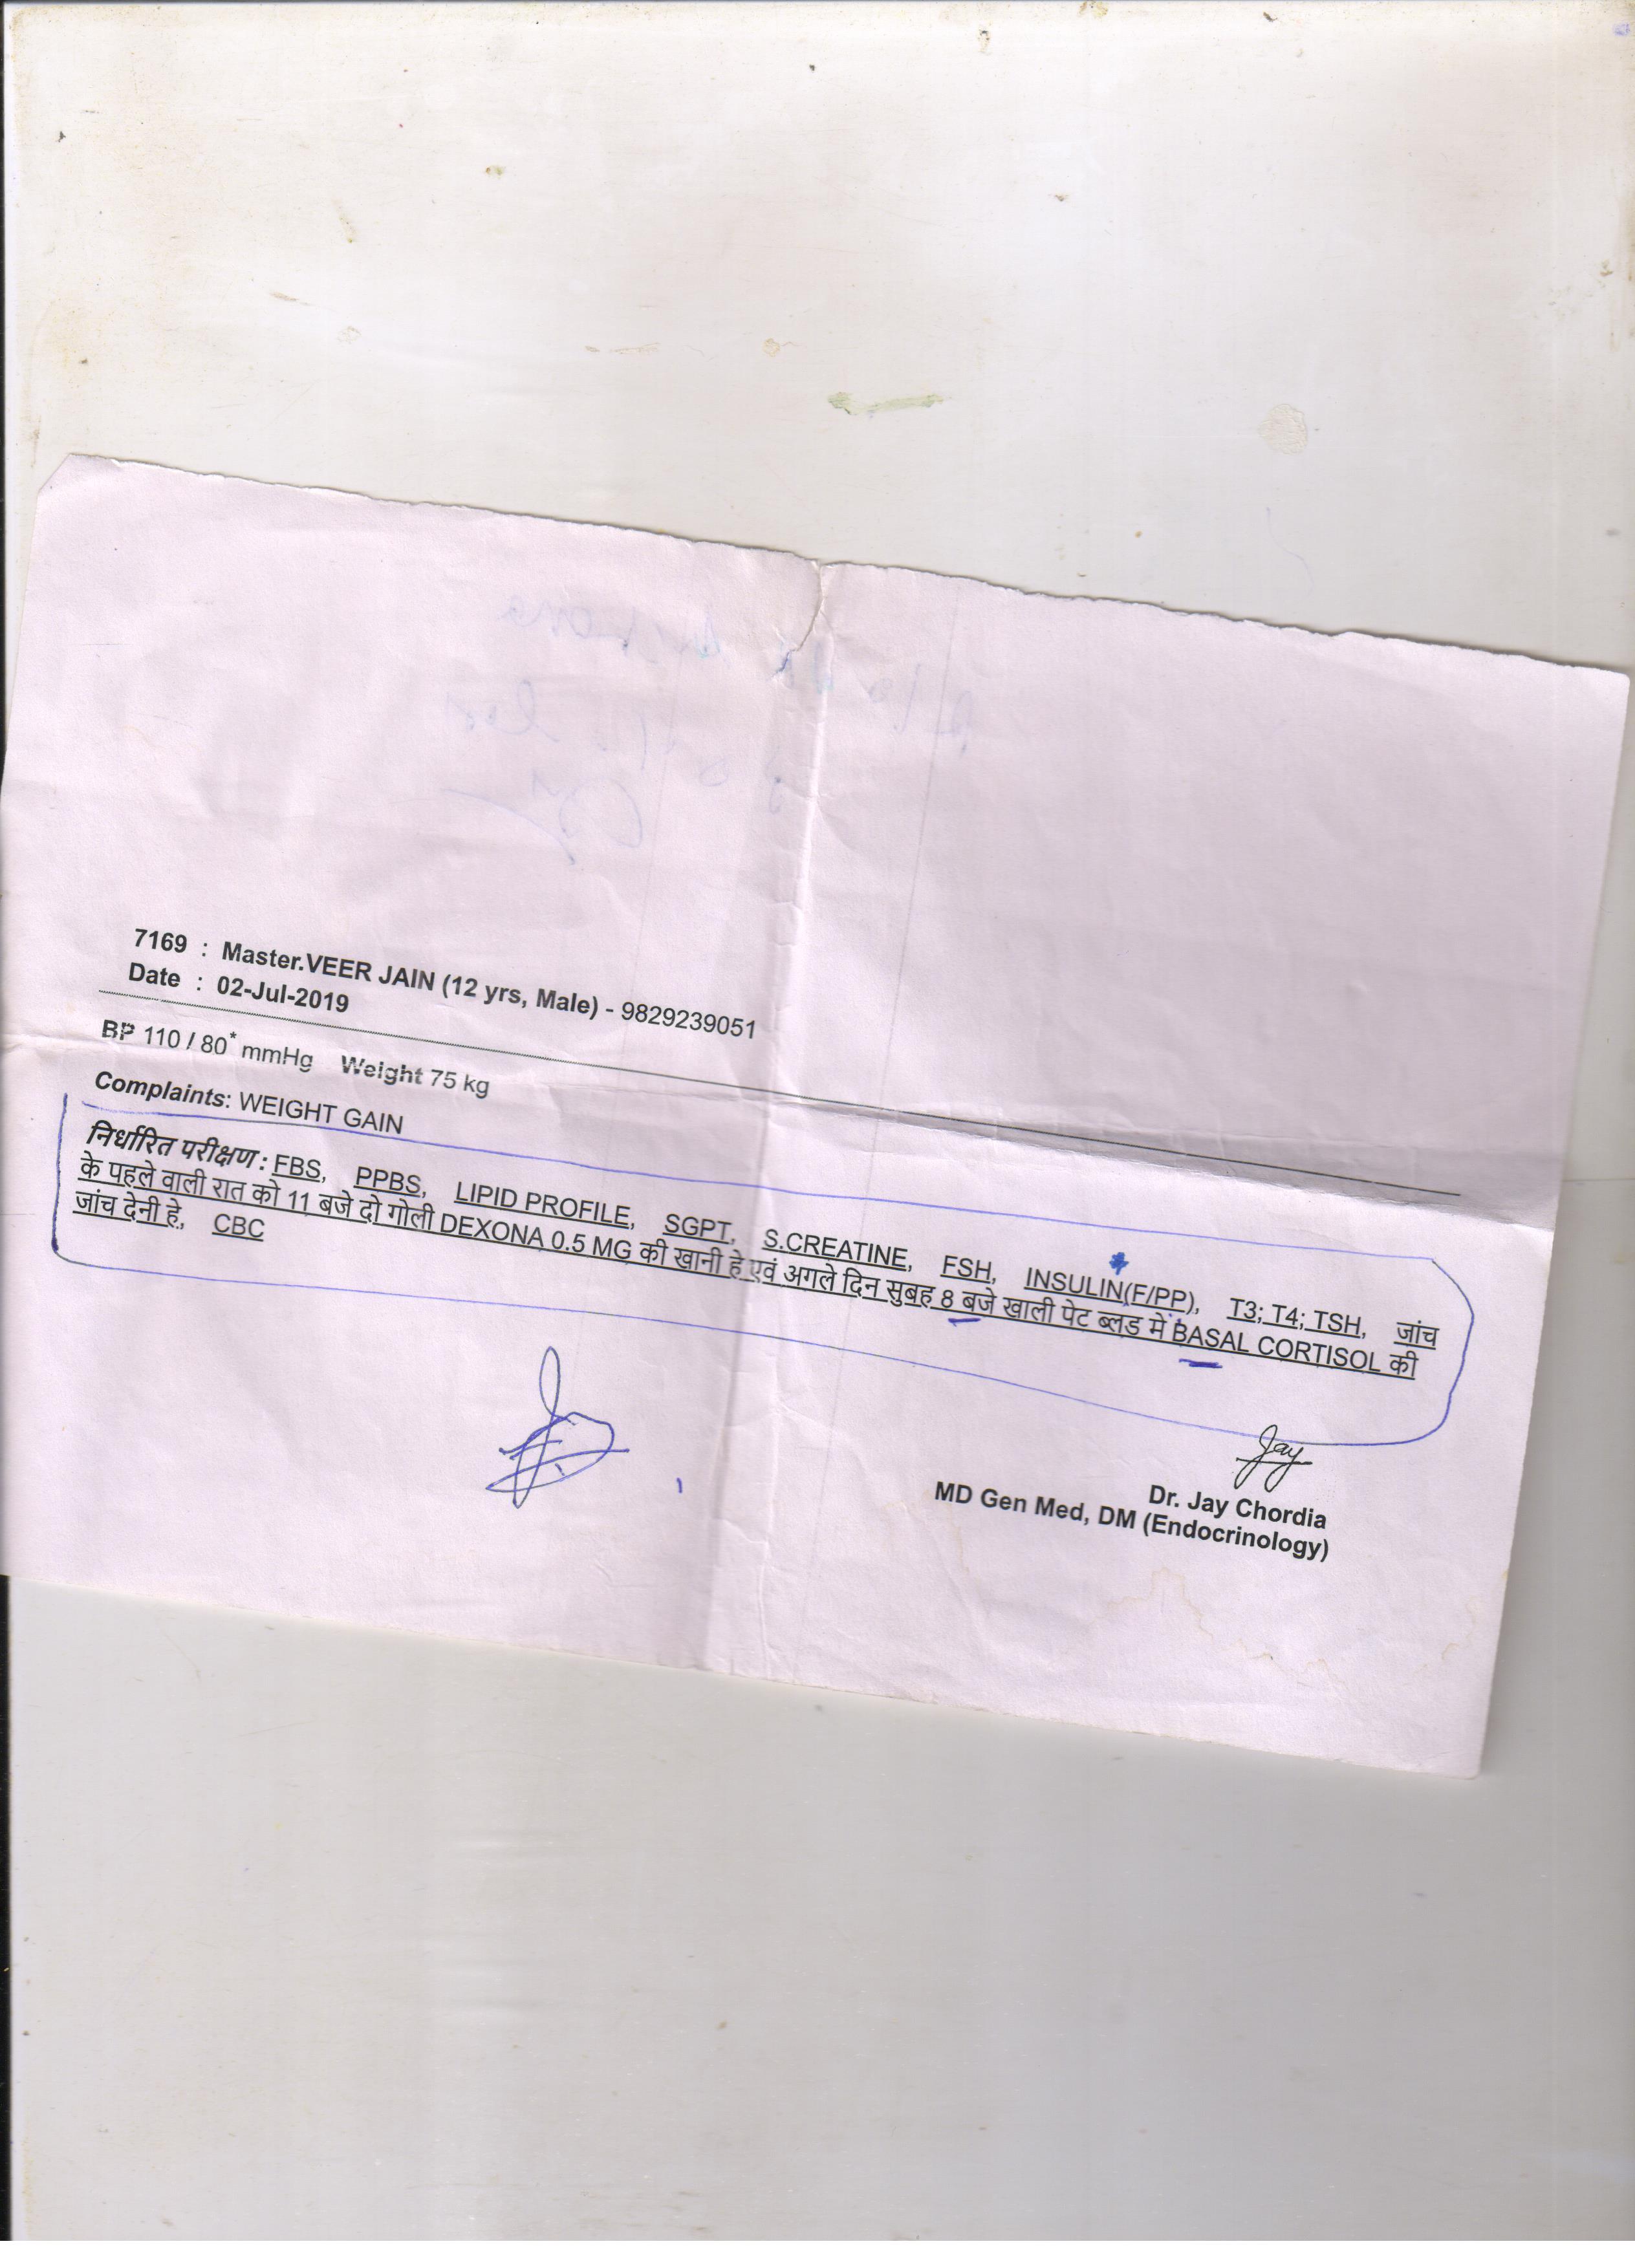 7169 : Master.VEER JAIN (12 yrs, Male) - 9829239051
Date : 02-Jul-2019
BP 110 / 80* mmHg Weight 75 kg
Complaints: WEIGHT GAIN
निर्धारित परीक्षण : FBS, PPBS, LIPID PROFILE, SGPT, S.CREATINE, FSH, INSULIN(F/PP), T3; T4; TSH, जांच
के पहले वाली रात को 11 बजे दो गोली DEXONA 0.5 MG की खानी हे एवं अगले दिन सुबह 8 बजे खाली पेट ब्लड में BASAL CORTISOL की
जांच देनी हे, CBC
Jay
Dr. Jay Chordia
MD Gen Med, DM (Endocrinology)